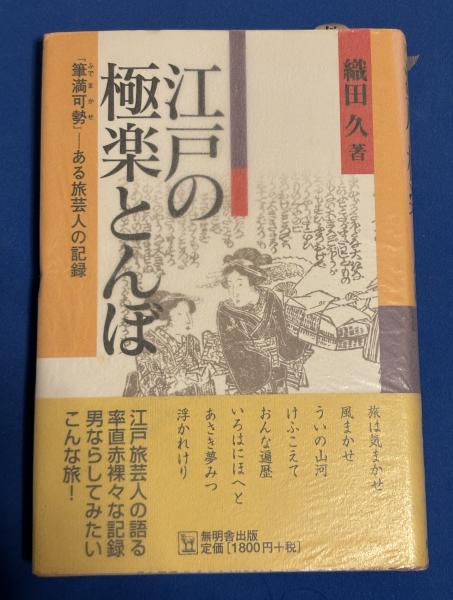 織田 久 著
江戸の
極楽とんぼ
『筆満可勢』――ある旅芸人の記録
ふでまかせ
旅は気まかせ
風まかせ
ういの山河
けふこえて
おんな遍歴
いろはにほへと
あさき夢みつ
浮かれけり
江戸旅芸人の語る
率直赤裸々な記録
男ならしてみたい
こんな旅!
無明舎出版
定価[1800円+税]